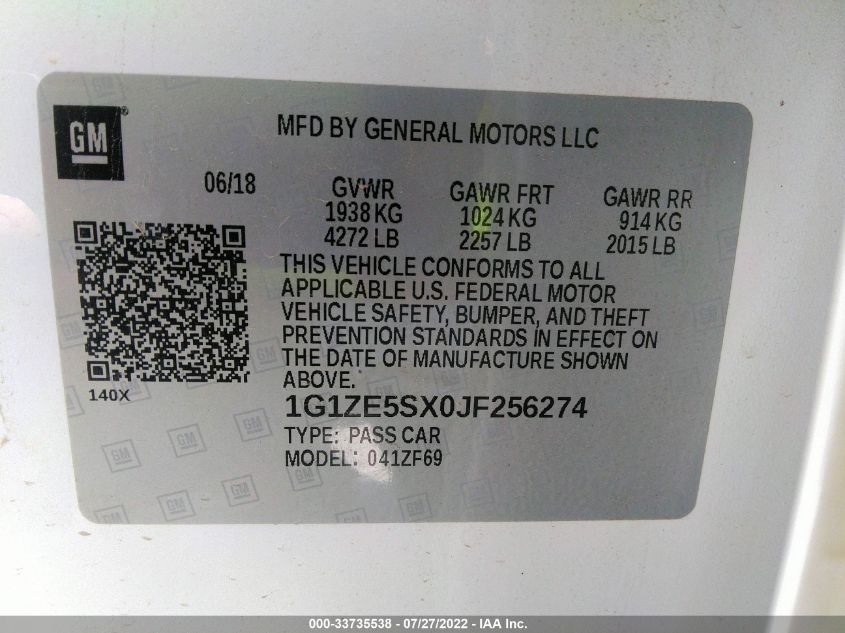 GM®
MFD BY GENERAL MOTORS LLC
06/18
GVWR
1938 KG
4272 LB
GAWR FRT
1024 KG
2257 LB
GAWR RR
914 KG
2015 LB
THIS VEHICLE CONFORMS TO ALL
APPLICABLE U.S. FEDERAL MOTOR
VEHICLE SAFETY, BUMPER, AND THEFT
PREVENTION STANDARDS IN EFFECT ON
THE DATE OF MANUFACTURE SHOWN
ABOVE.
140X
1G1ZE5SX0JF256274
TYPE: PASS CAR
MODEL: 041ZF69
000-33735538 - 07/27/2022 - IAA Inc.